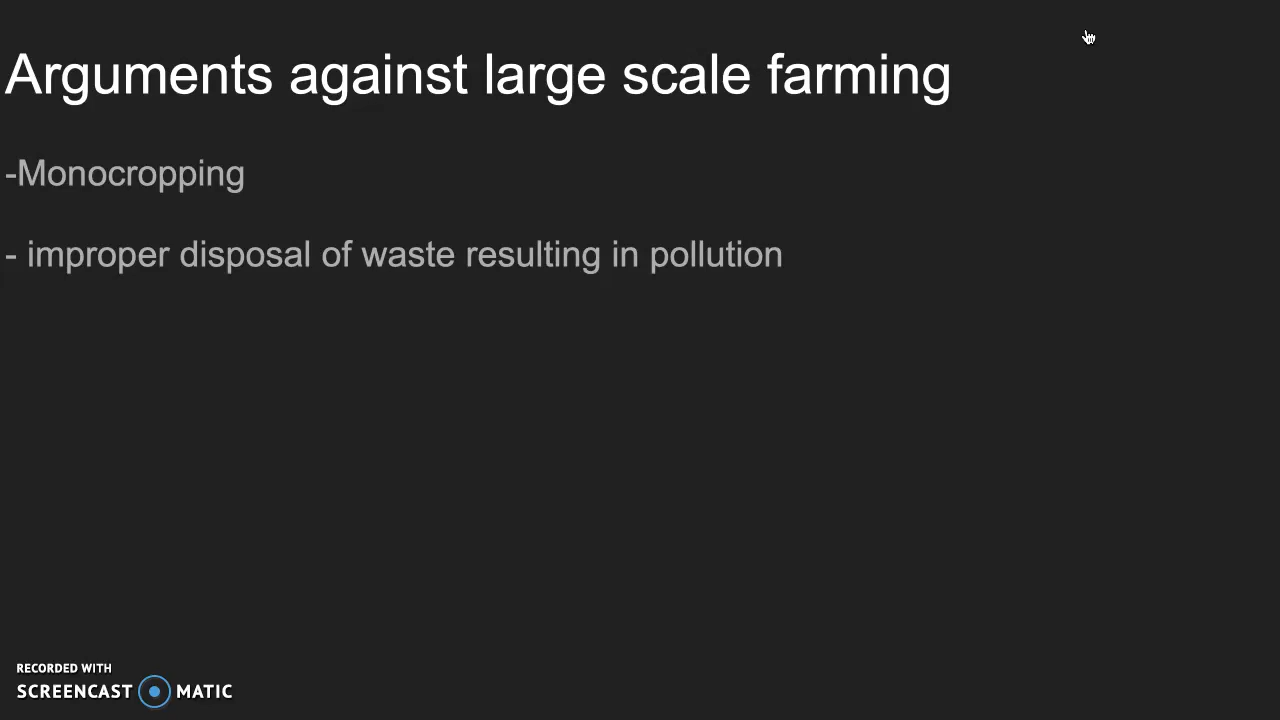 Arguments against large scale farming
-Monocropping
- improper disposal of waste resulting in pollution
RECORDED WITH
SCREENCAST MATIC